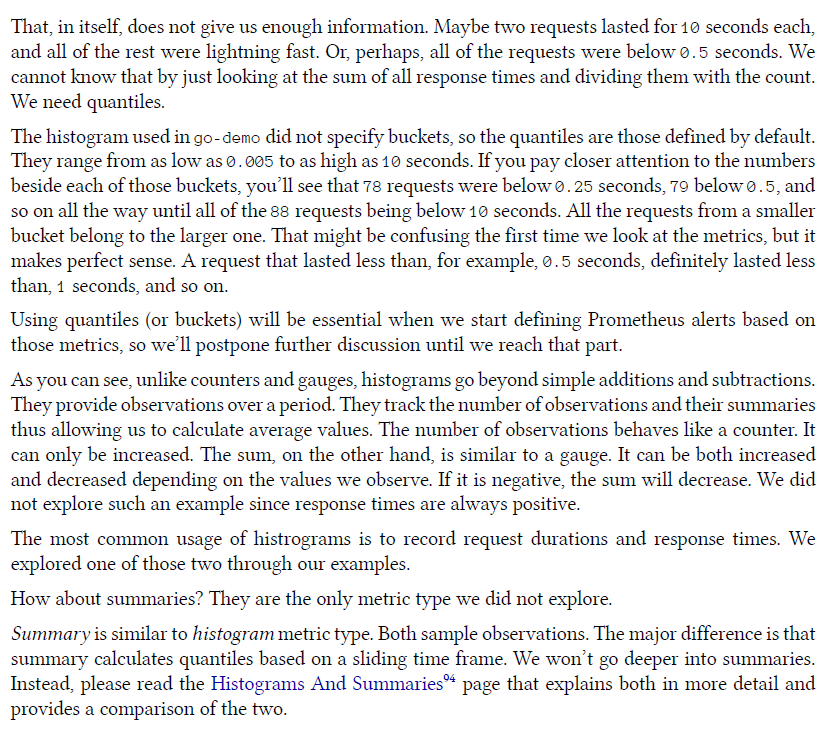 That, in itself, does not give us enough information. Maybe two requests lasted for 10 seconds each,
and all of the rest were lightning fast. Or, perhaps, all of the requests were below 0.5 seconds. We
cannot know that by just looking at the sum of all response times and dividing them with the count.
We need quantiles.
The histogram used in go-demo did not specify buckets, so the quantiles are those defined by default.
They range from as low as 0.005 to as high as 10 seconds. If you pay closer attention to the numbers
beside each of those buckets, you'll see that 78 requests were below 0.25 seconds, 79 below 0.5, and
so on all the way until all of the 88 requests being below 10 seconds. All the requests from a smaller
bucket belong to the larger one. That might be confusing the first time we look at the metrics, but it
makes perfect sense. A request that lasted less than, for example, 0.5 seconds, definitely lasted less
than, 1 seconds, and so on.
Using quantiles (or buckets) will be essential when we start defining Prometheus alerts based on
those metrics, so we'll postpone further discussion until we reach that part.
As you can see, unlike counters and gauges, histograms go beyond simple additions and subtractions.
They provide observations over a period. They track the number of observations and their summaries
thus allowing us to calculate average values. The number of observations behaves like a counter. It
can only be increased. The sum, on the other hand, is similar to a gauge. It can be both increased
and decreased depending on the values we observe. If it is negative, the sum will decrease. We did
not explore such an example since response times are always positive.
The most common usage of histrograms is to record request durations and response times. We
explored one of those two through our examples.
How about summaries? They are the only metric type we did not explore.
Summary is similar to histogram metric type. Both sample observations. The major difference is that
summary calculates quantiles based on a sliding time frame. We won't go deeper into summaries.
Instead, please read the Histograms And Summaries⁹⁴ page that explains both in more detail and
provides a comparison of the two.